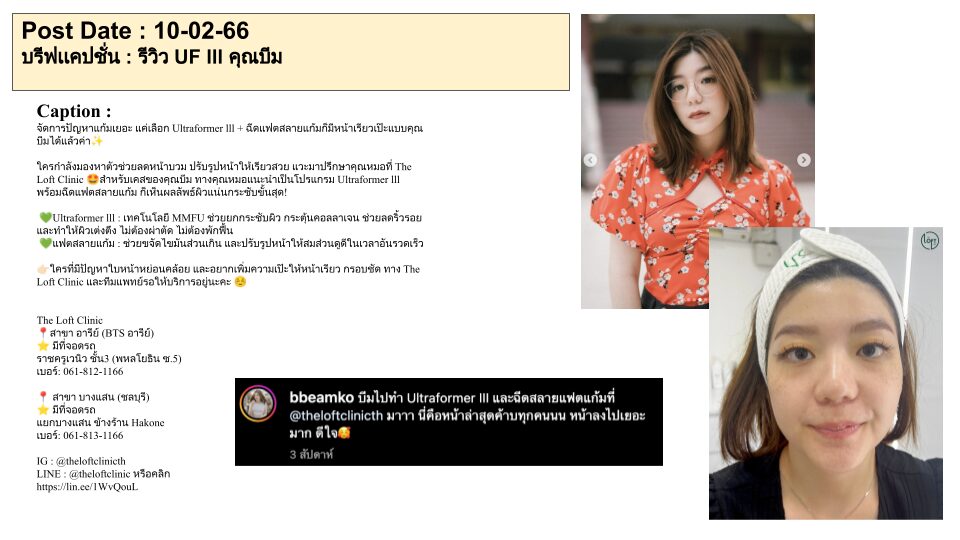 Post Date : 10-02-66
บรีฟแคปชั่น : รีวิว UF III คุณบีม
Caption :
จัดการปัญหาแก้มเยอะ แค่เลือก Ultraformer lll + ฉีดแฟตสลายแก้มก็มีหน้าเรียวเป๊ะแบบคุณ
บีมได้แล้วค่า✨
ใครกำลังมองหาตัวช่วยลดหน้าบวม ปรับรูปหน้าให้เรียวสวย แวะมาปรึกษาคุณหมอที่ The
Loft Clinic 🤩สำหรับเคสของคุณบีม ทางคุณหมอแนะนำเป็นโปรแกรม Ultraformer lll
พร้อมฉีดแฟตสลายแก้ม ก็เห็นผลลัพธ์ผิวแน่นกระชับขั้นสุด!
💚Ultraformer lll : เทคโนโลยี MMFU ช่วยยกกระชับผิว กระตุ้นคอลลาเจน ช่วยลดริ้วรอย
และทำให้ผิวเต่งตึง ไม่ต้องผ่าตัด ไม่ต้องพักฟื้น
💚แฟตสลายแก้ม : ช่วยขจัดไขมันส่วนเกิน และปรับรูปหน้าให้สมส่วนดูดีในเวลาอันรวดเร็ว
👉🏻ใครที่มีปัญหาใบหน้าหย่อนคล้อย และอยากเพิ่มความเป๊ะให้หน้าเรียว กรอบชัด ทาง The
Loft Clinic และทีมแพทย์รอให้บริการอยู่นะคะ ☺️
The Loft Clinic
📍สาขา อารีย์ (BTS อารีย์)
⭐ มีที่จอดรถ
ราชครูเวนิว ชั้น3 (พหลโยธิน ซ.5)
เบอร์: 061-812-1166
📍 สาขา บางแสน (ชลบุรี)
⭐ มีที่จอดรถ
แยกบางแสน ข้างร้าน Hakone
เบอร์: 061-813-1166
IG : @theloftclinicth
LINE : @theloftclinic หรือคลิก
https://lin.ee/1WvQouL
bbeamko บีมไปทำ Ultraformer lll และฉีดสลายแฟตแก้มที่
@theloftclinicth มาาา นี่คือหน้าล่าสุดค้าบทุกคนนน หน้าลงไปเยอะ
มาก ดีใจ🥰
3 สัปดาห์
löft